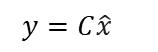 y = Cx̂